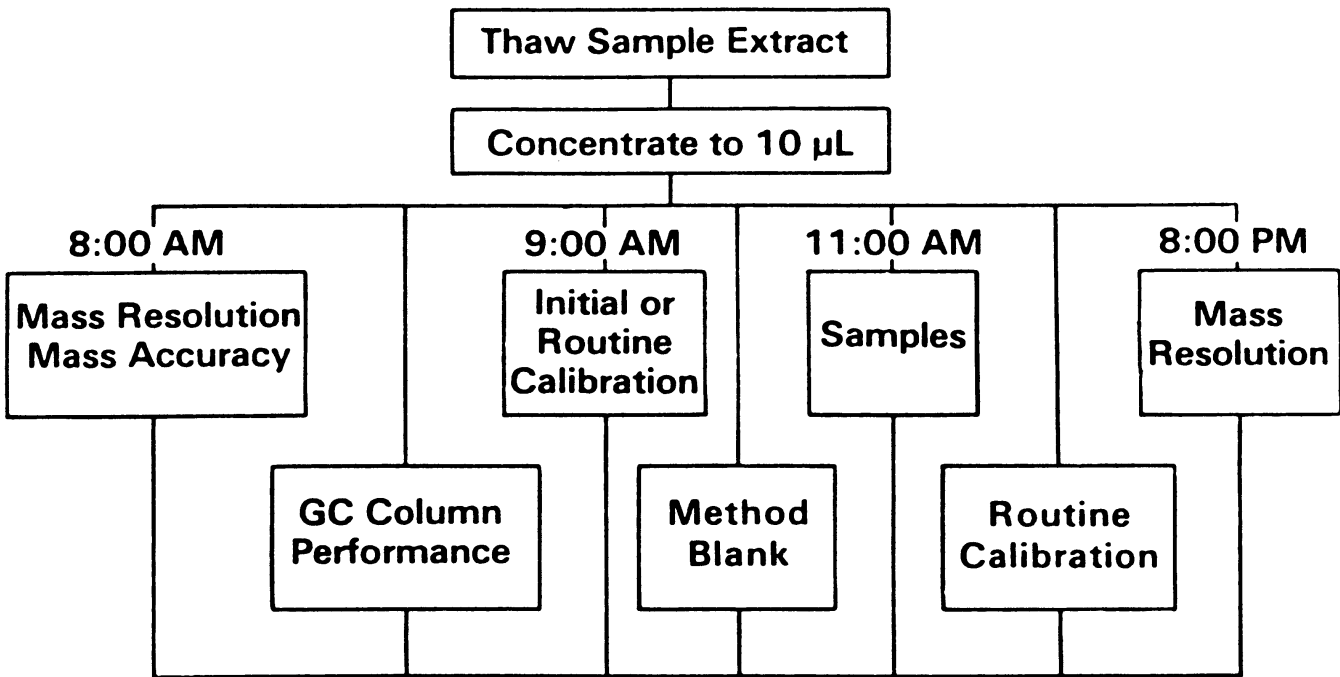 Thaw Sample Extract
Concentrate to 10 µL
8:00 AM
Mass Resolution
Mass Accuracy
GC Column
Performance
9:00 AM
Initial or
Routine
Calibration
Method
Blank
11:00 AM
Samples
Routine
Calibration
8:00 PM
Mass
Resolution